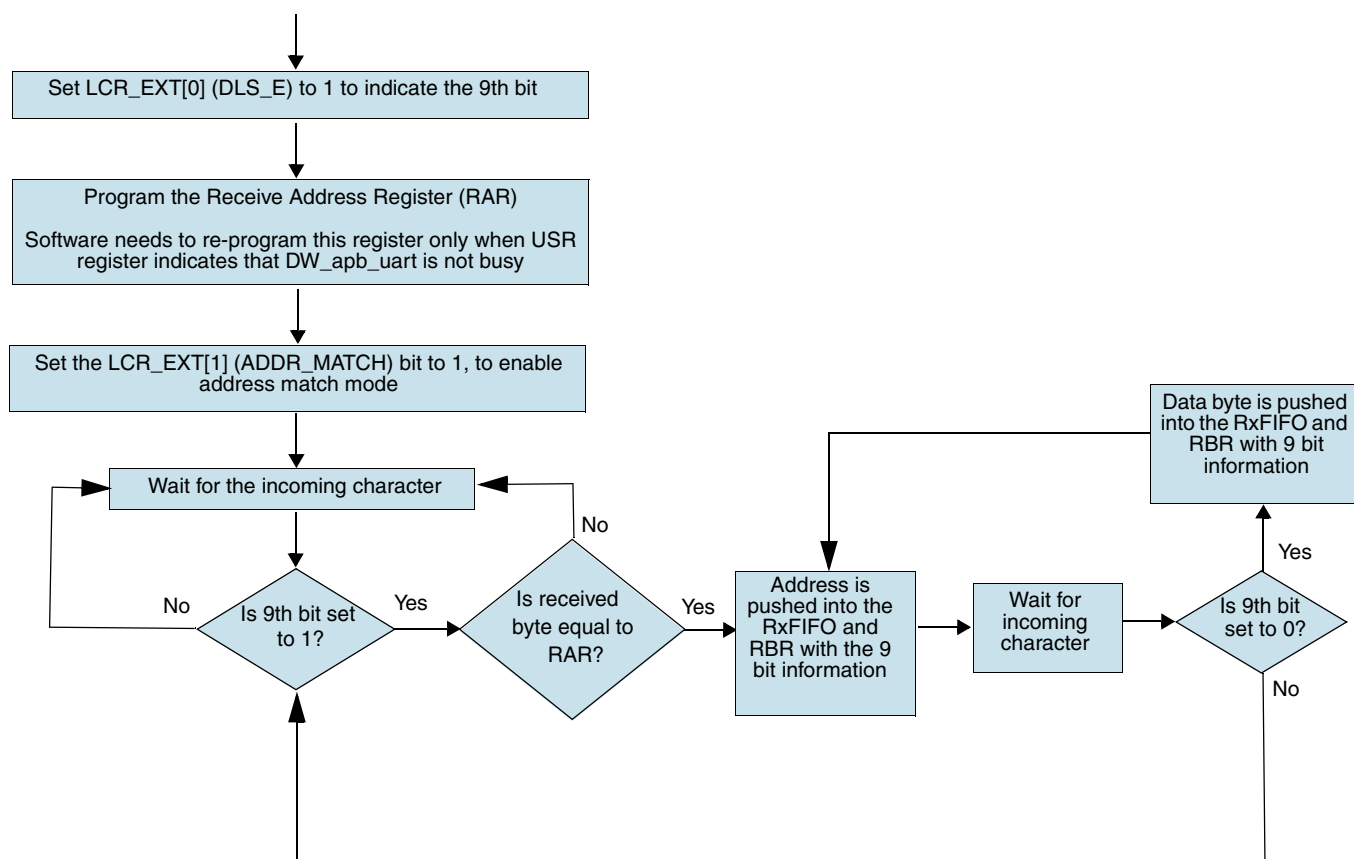 Set LCR_EXT[0] (DLS_E) to 1 to indicate the 9th bit
Program the Receive Address Register (RAR)
Software needs to re-program this register only when USR
register indicates that DW_apb_uart is not busy
Set the LCR_EXT[1] (ADDR_MATCH) bit to 1, to enable
address match mode
Wait for the incoming character
No
Is 9th bit set
to 1?
Yes
No
Is received
byte equal to
RAR?
Yes
Address is
pushed into the
RxFIFO and
RBR with the 9
bit information
Wait for
incoming
character
Is 9th bit
set to 0?
Yes
No
Data byte is pushed
into the RxFIFO and
RBR with 9 bit
information